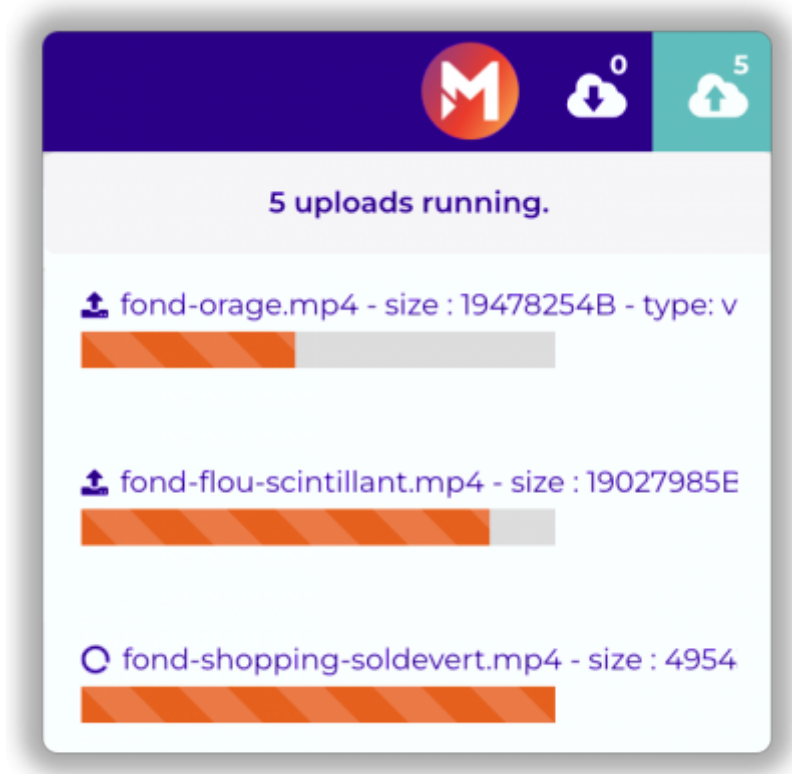 0
5
5 uploads running.
fond-orage.mp4 - size : 19478254B - type: v
fond-flou-scintillant.mp4 - size : 19027985B
fond-shopping-soldevert.mp4 - size : 4954